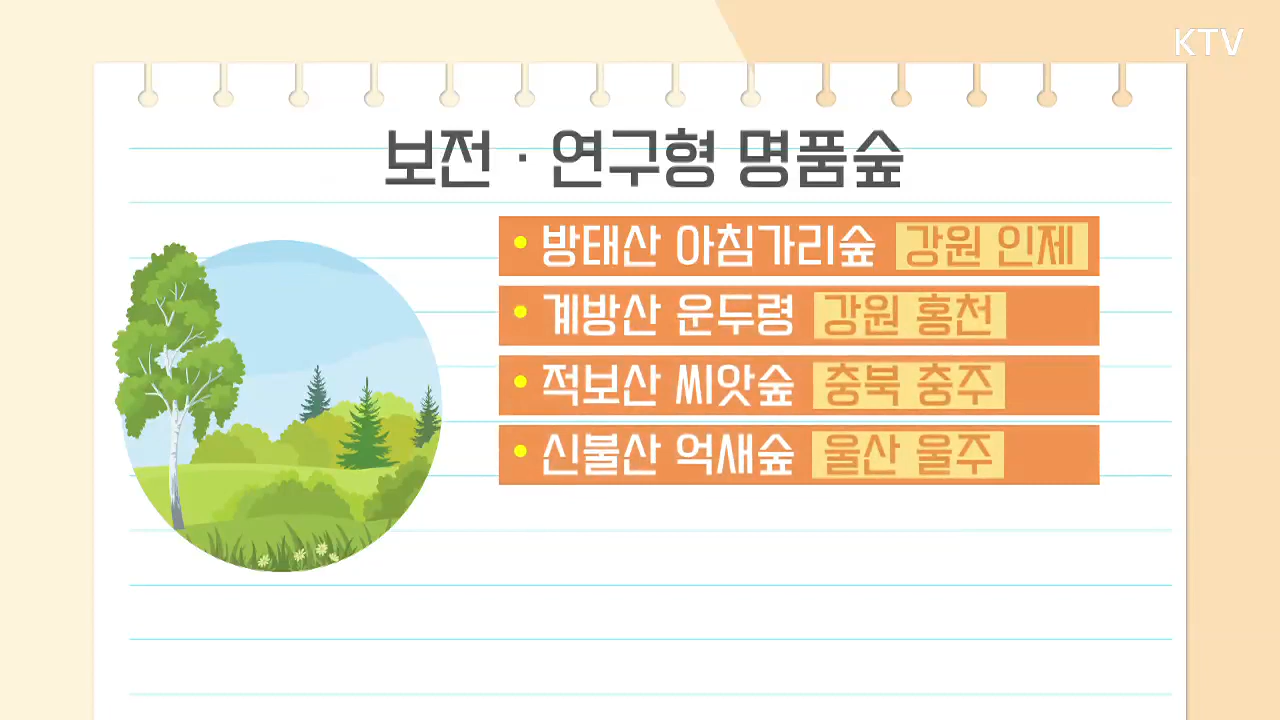 KTV
보전 · 연구형 명품숲
• 방태산 아침가리숲 강원 인제
• 계방산 운두령 강원 홍천
• 적보산 씨앗숲 충북 충주
• 신불산 억새숲 울산 울주